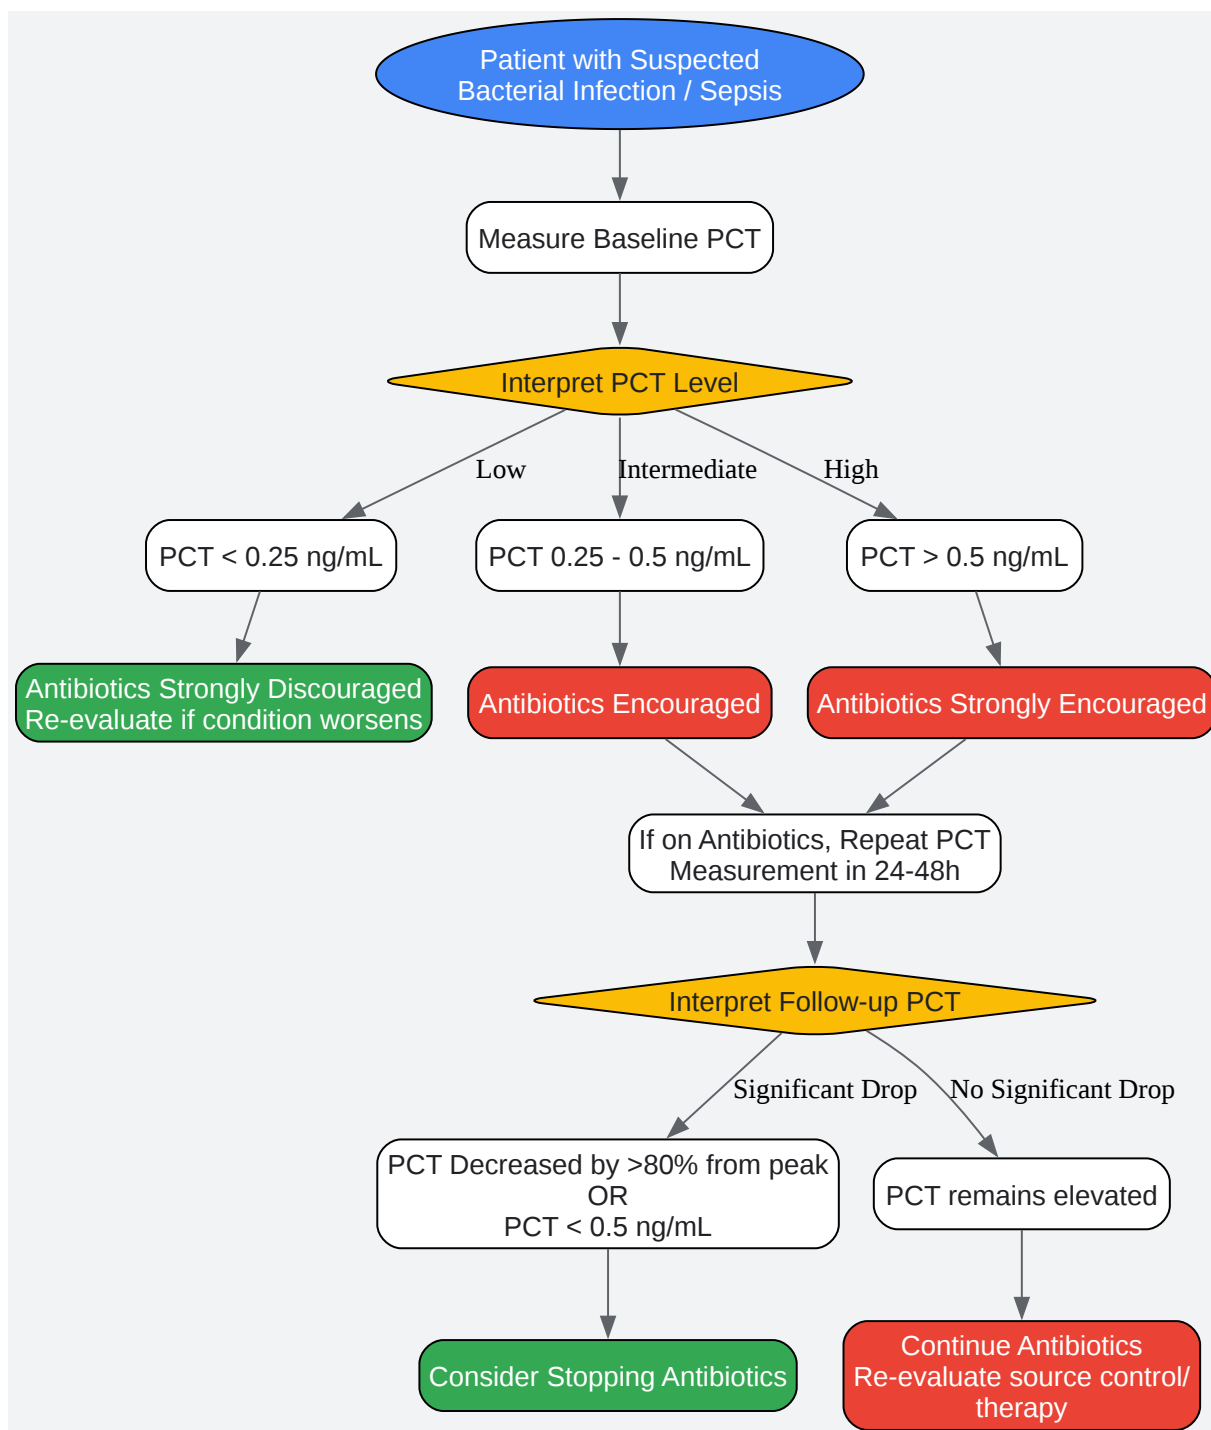 Patient with Suspected
Bacterial Infection / Sepsis
Measure Baseline PCT
Interpret PCT Level
Low
Intermediate
High
PCT < 0.25 ng/mL
PCT 0.25 - 0.5 ng/mL
PCT > 0.5 ng/mL
Antibiotics Strongly Discouraged
Re-evaluate if condition worsens
Antibiotics Encouraged
Antibiotics Strongly Encouraged
If on Antibiotics, Repeat PCT
Measurement in 24-48h
Interpret Follow-up PCT
Significant Drop
No Significant Drop
PCT Decreased by >80% from peak
OR
PCT < 0.5 ng/mL
PCT remains elevated
Consider Stopping Antibiotics
Continue Antibiotics
Re-evaluate source control/
therapy